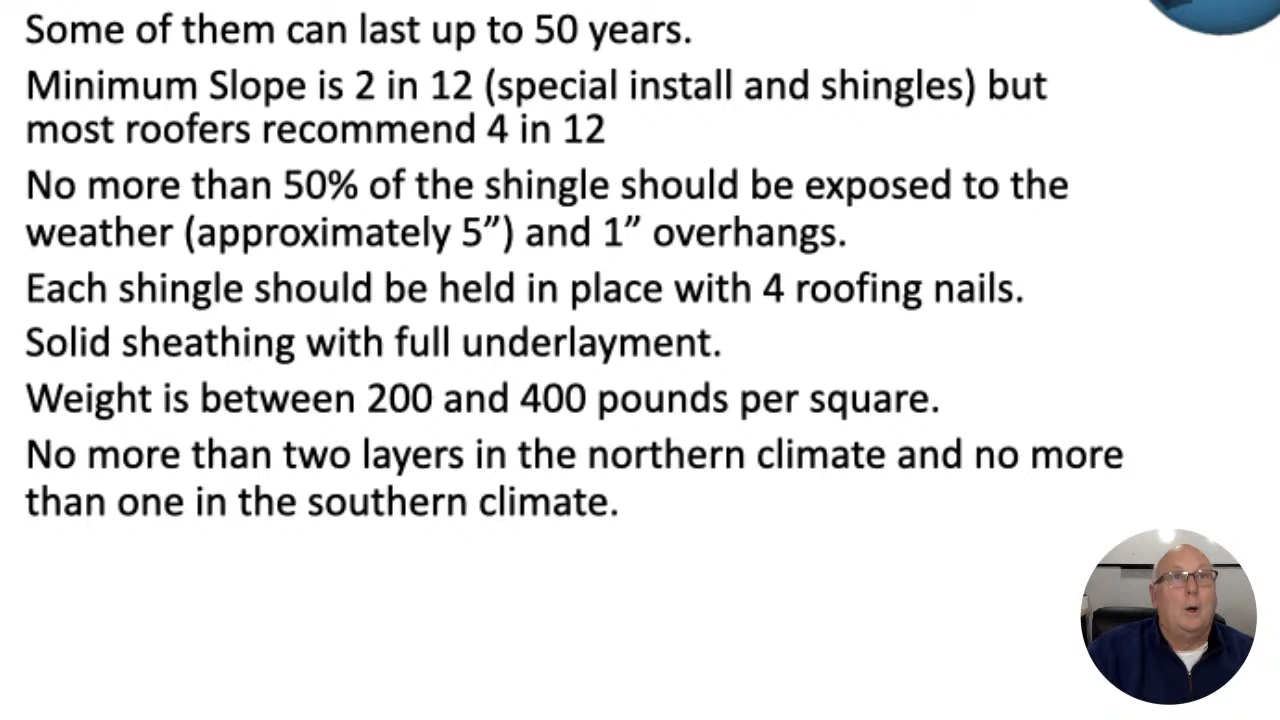 Some of them can last up to 50 years.
Minimum Slope is 2 in 12 (special install and shingles) but
most roofers recommend 4 in 12
No more than 50% of the shingle should be exposed to the
weather (approximately 5”) and 1” overhangs.
Each shingle should be held in place with 4 roofing nails.
Solid sheathing with full underlayment.
Weight is between 200 and 400 pounds per square.
No more than two layers in the northern climate and no more
than one in the southern climate.